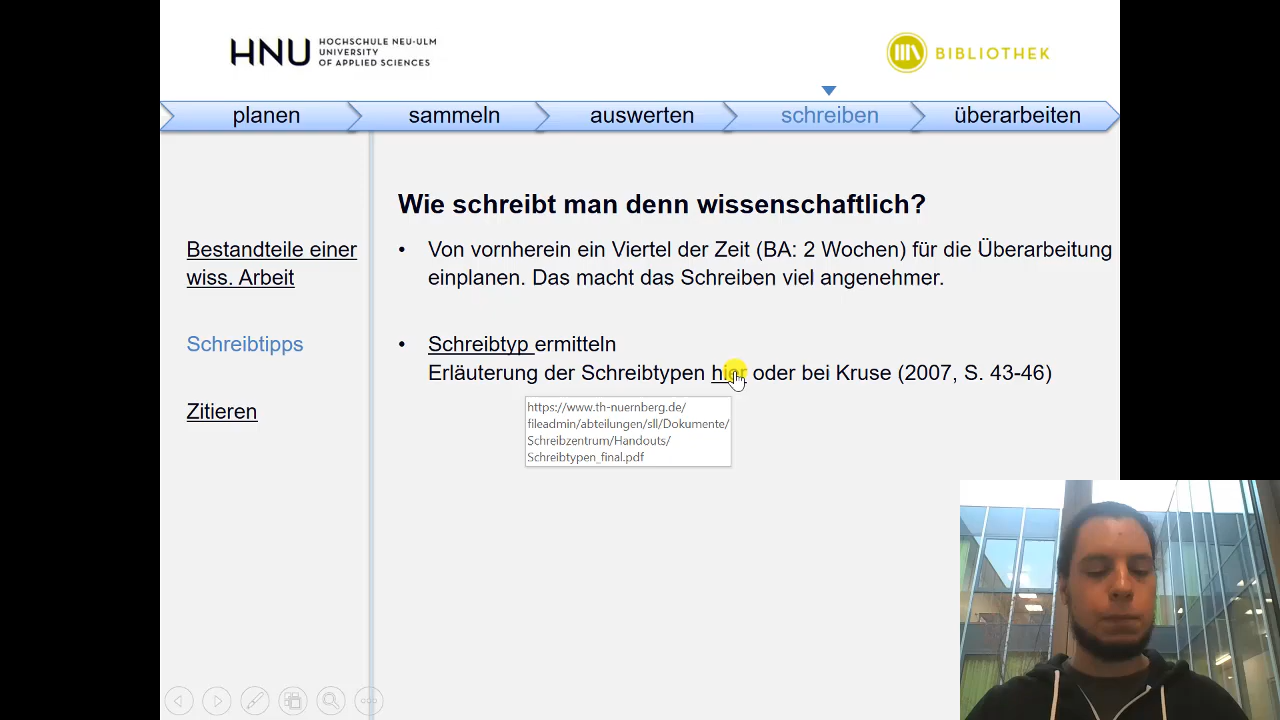 HNU HOCHSCHULE NEU-ULM
UNIVERSITY
OF APPLIED SCIENCES
BIBLIOTHEK
planen
sammeln
auswerten
schreiben
überarbeiten
Wie schreibt man denn wissenschaftlich?
Bestandteile einer
wiss. Arbeit
Schreibtipps
Zitieren
• Von vornherein ein Viertel der Zeit (BA: 2 Wochen) für die Überarbeitung
einplanen. Das macht das Schreiben viel angenehmer.
• Schreibtyp ermitteln
Erläuterung der Schreibtypen hier oder bei Kruse (2007, S. 43-46)
https://www.th-nuernberg.de/
fileadmin/abteilungen/sll/Dokumente/
Schreibzentrum/Handouts/
Schreibtypen_final.pdf